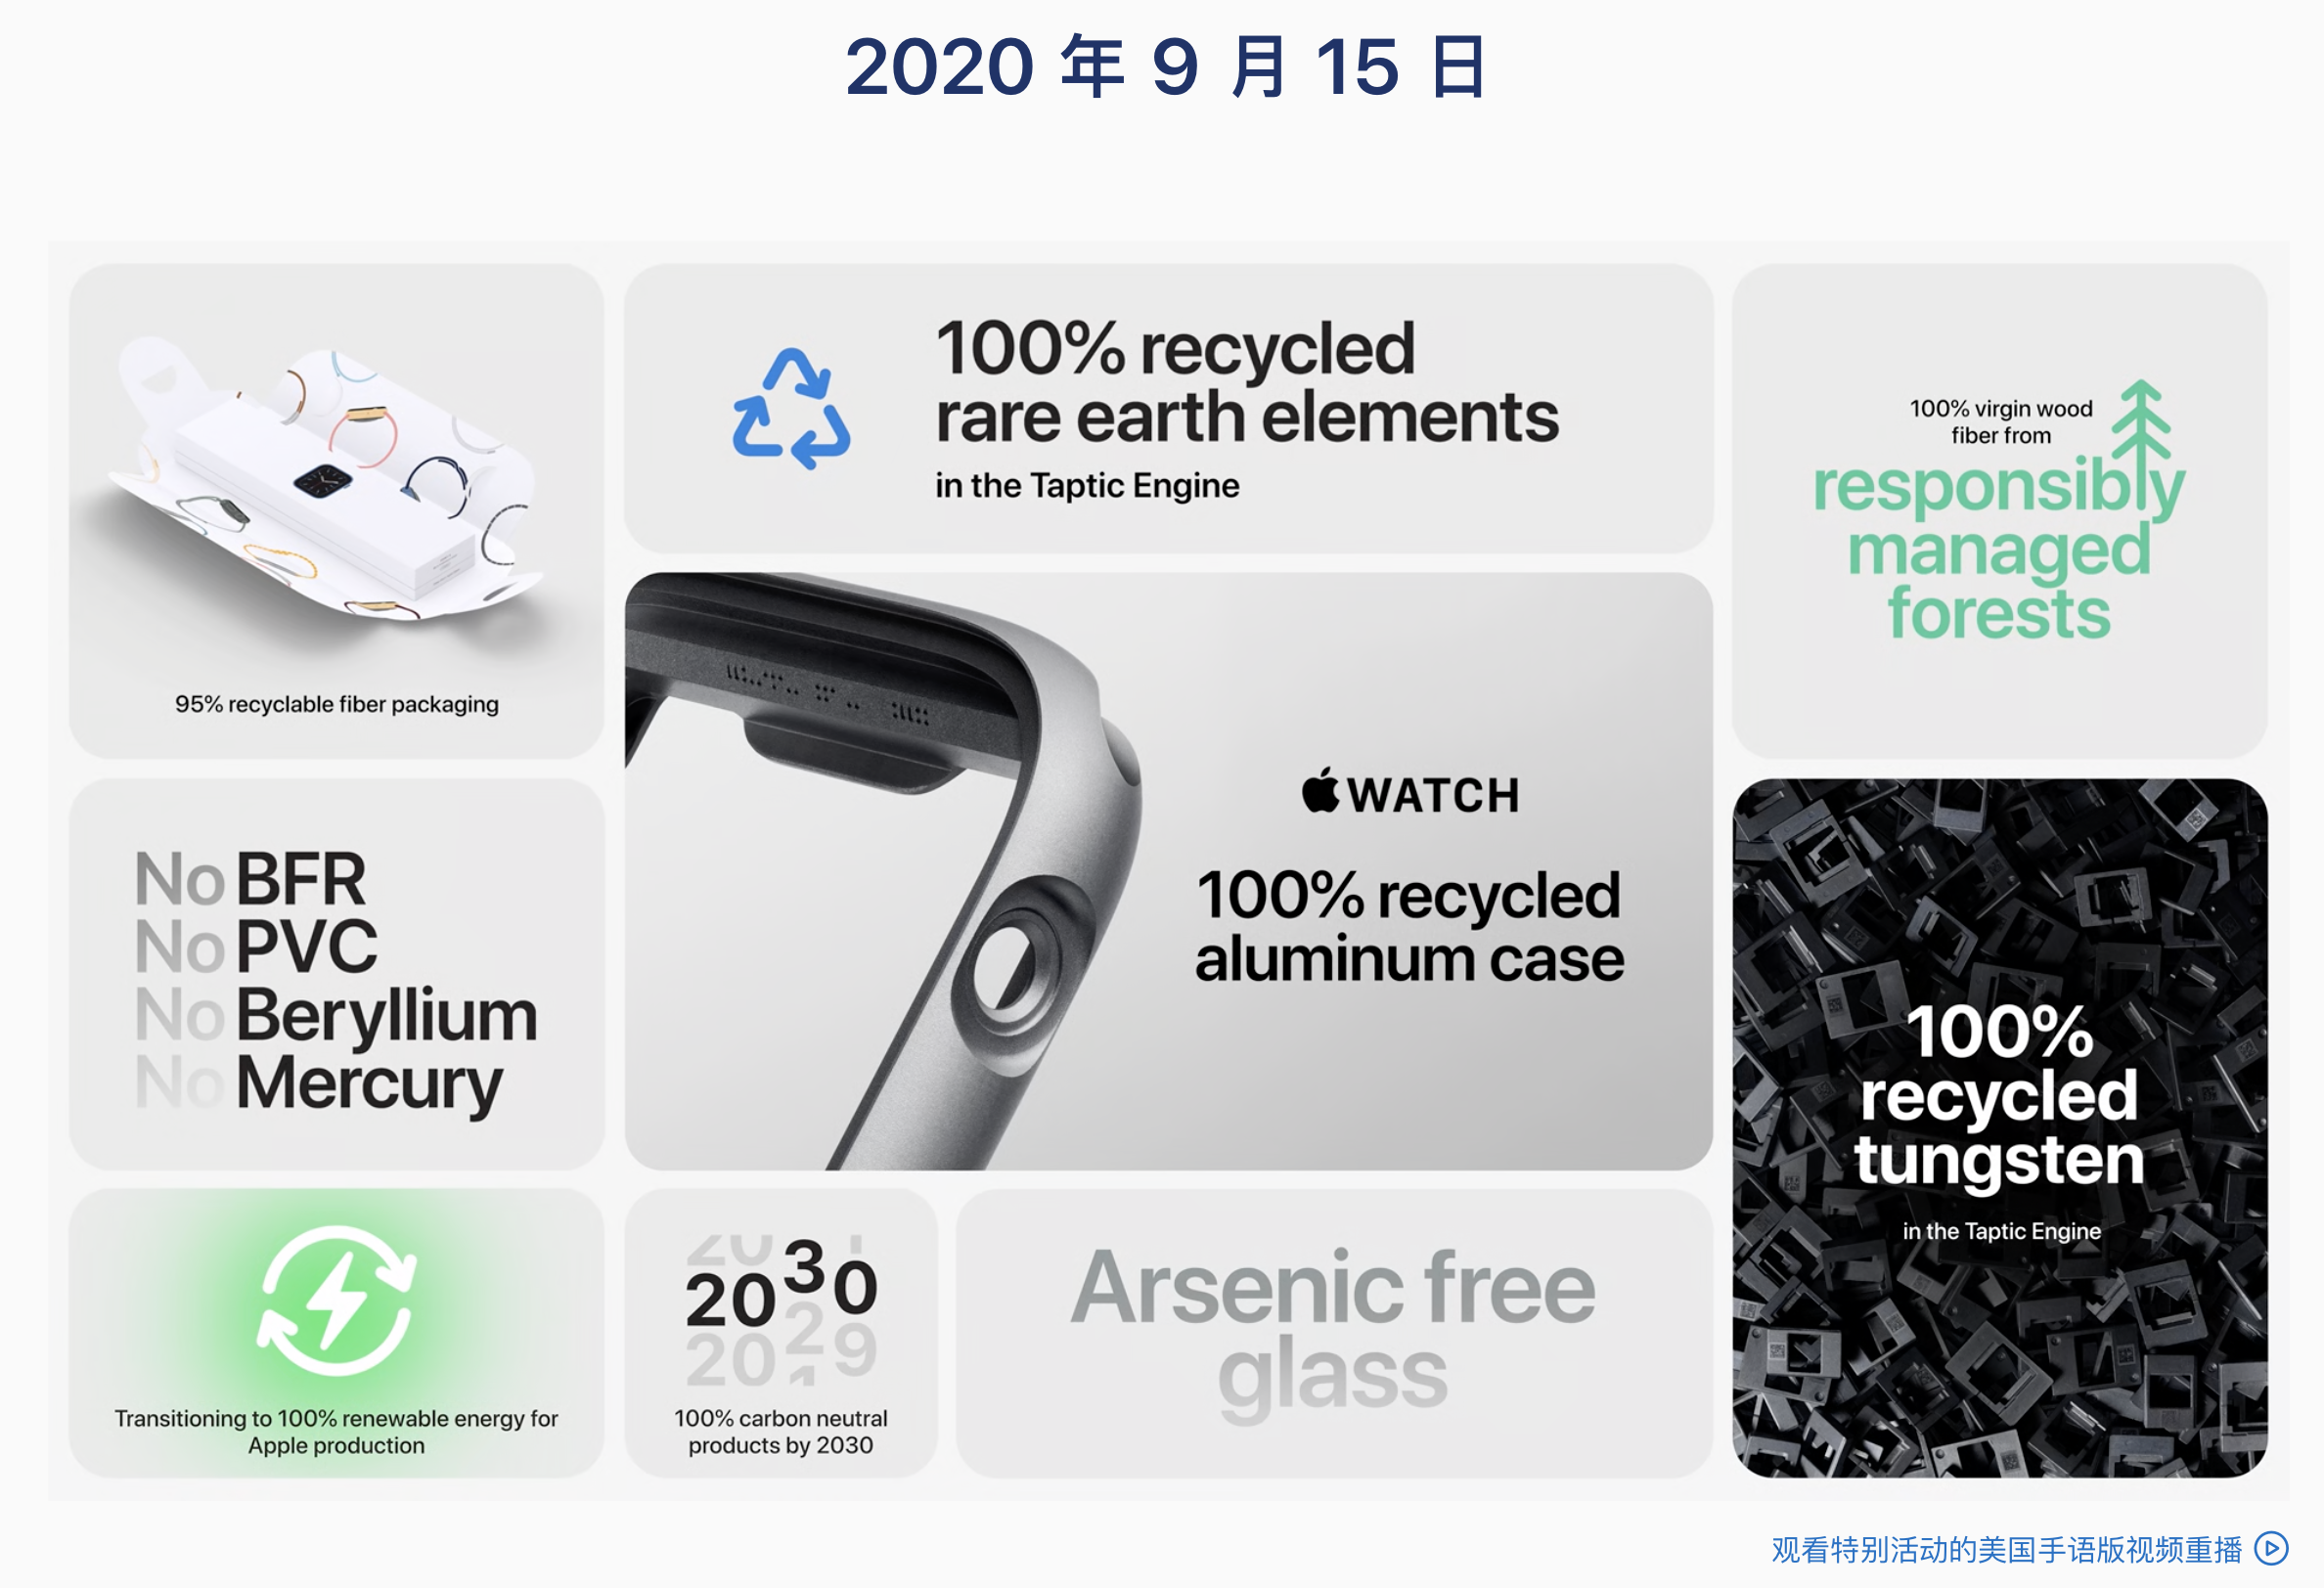 2020 年 9 月 15 日
95% recyclable fiber packaging
100% recycled
rare earth elements
in the Taptic Engine
100% virgin wood
fiber from
responsibly
managed
forests
No BFR
No PVC
No Beryllium
No Mercury
WATCH
100% recycled
aluminum case
100%
recycled
tungsten
in the Taptic Engine
Transitioning to 100% renewable energy for
Apple production
2030
2029
100% carbon neutral
products by 2030
Arsenic free
glass
观看特别活动的美国手语版视频重播